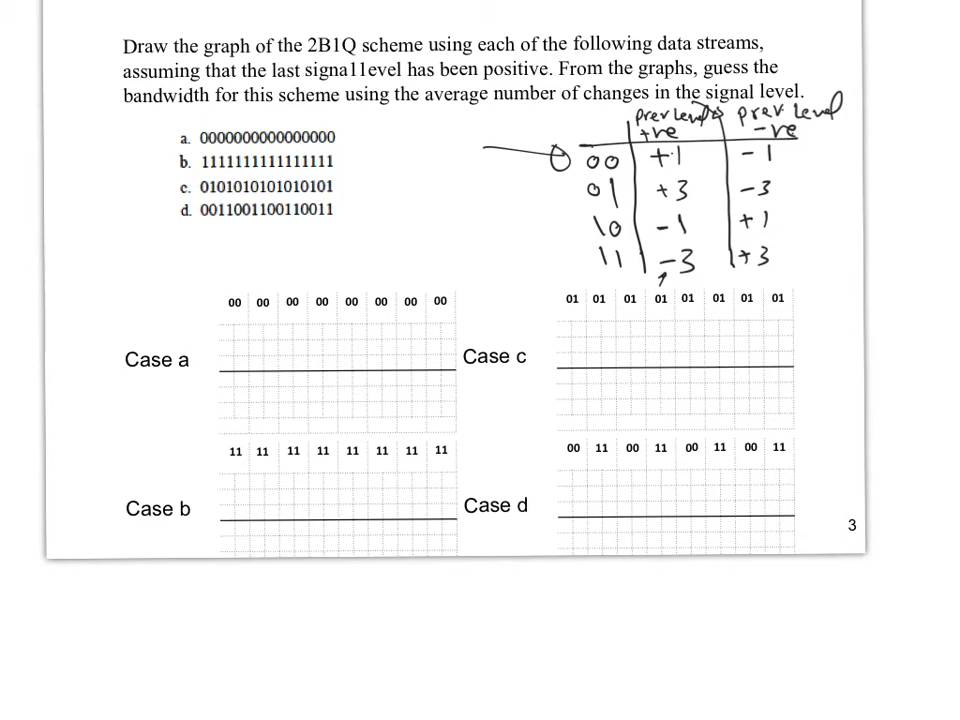 Draw the graph of the 2B1Q scheme using each of the following data streams,
assuming that the last signa11evel has been positive. From the graphs, guess the
bandwidth for this scheme using the average number of changes in the signal level.
prev level prev level
+ve -ve
a. 0000000000000000
b. 1111111111111111
c. 0101010101010101
d. 0011001100110011
00 +1 -1
01 +3 -3
10 -1 +1
11 -3 +3
00 00 00 00 00 00 00 00
Case a
01 01 01 01 01 01 01 01
Case c
11 11 11 11 11 11 11 11
Case b
00 11 00 11 00 11 00 11
Case d
3